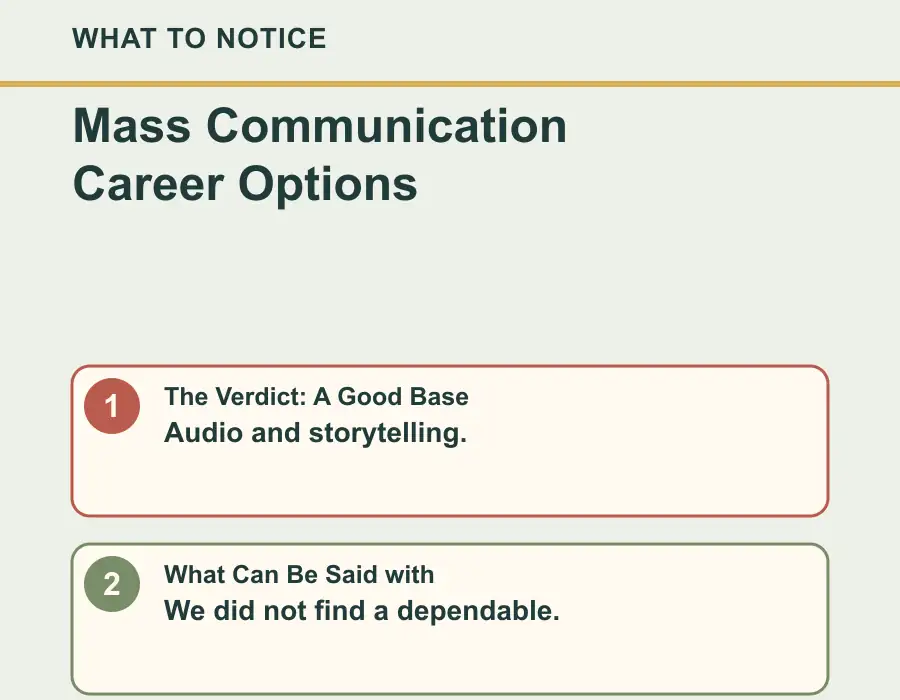 WHAT TO NOTICE
Mass Communication
Career Options
1
The Verdict: A Good Base
Audio and storytelling.
2
What Can Be Said with
We did not find a dependable.